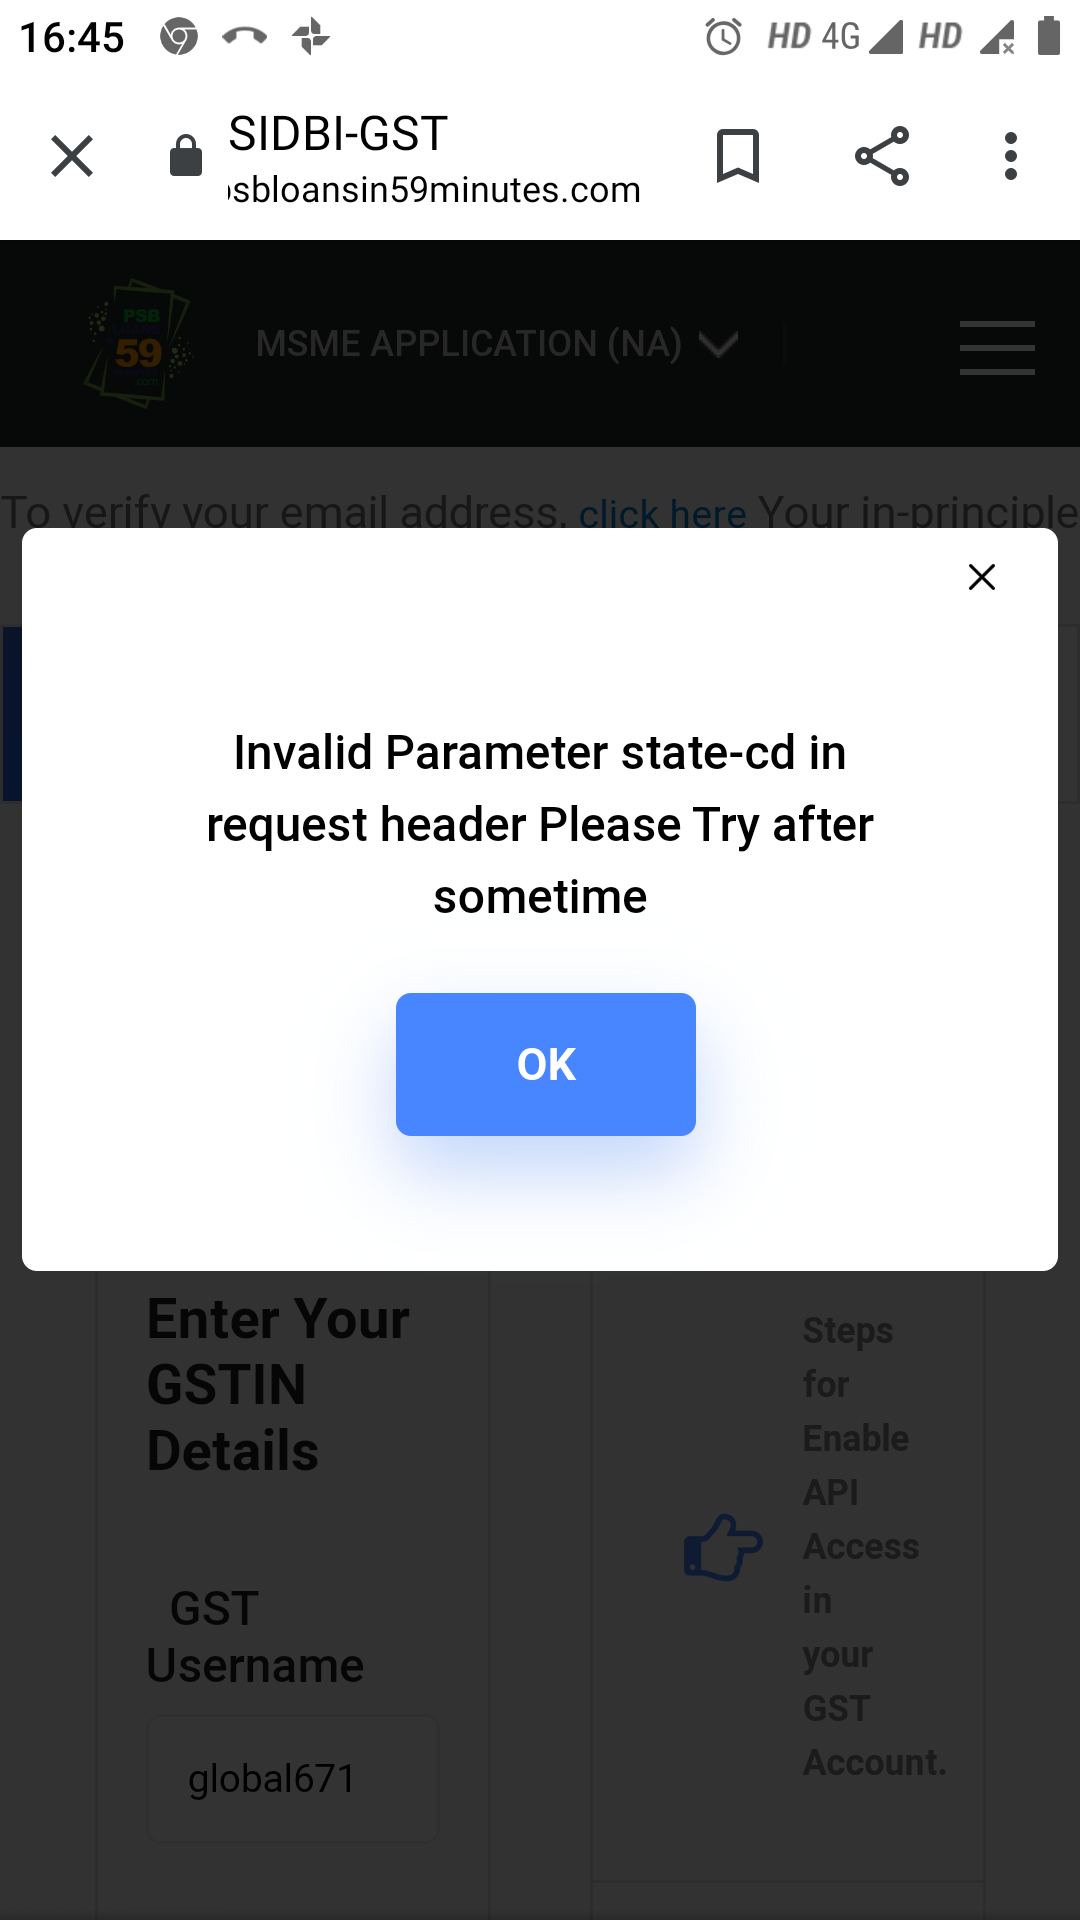 16:45
HD 4G HD
SIDBI-GST
sbloansin59minutes.com
PSB
59
.com
MSME APPLICATION (NA)
To verify your email address, click here Your in-principle
Invalid Parameter state-cd in
request header Please Try after
sometime
OK
Enter Your
GSTIN
Details
GST
Username
global671
Steps
for
Enable
API
Access
in
your
GST
Account.